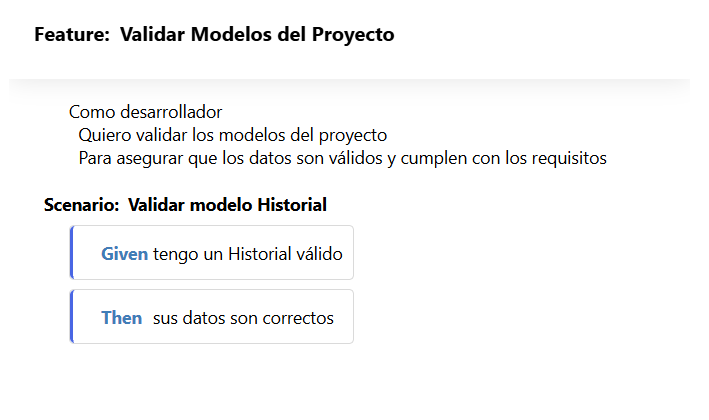 Feature: Validar Modelos del Proyecto
Como desarrollador
Quiero validar los modelos del proyecto
Para asegurar que los datos son válidos y cumplen con los requisitos
Scenario: Validar modelo Historial
Given tengo un Historial válido
Then sus datos son correctos